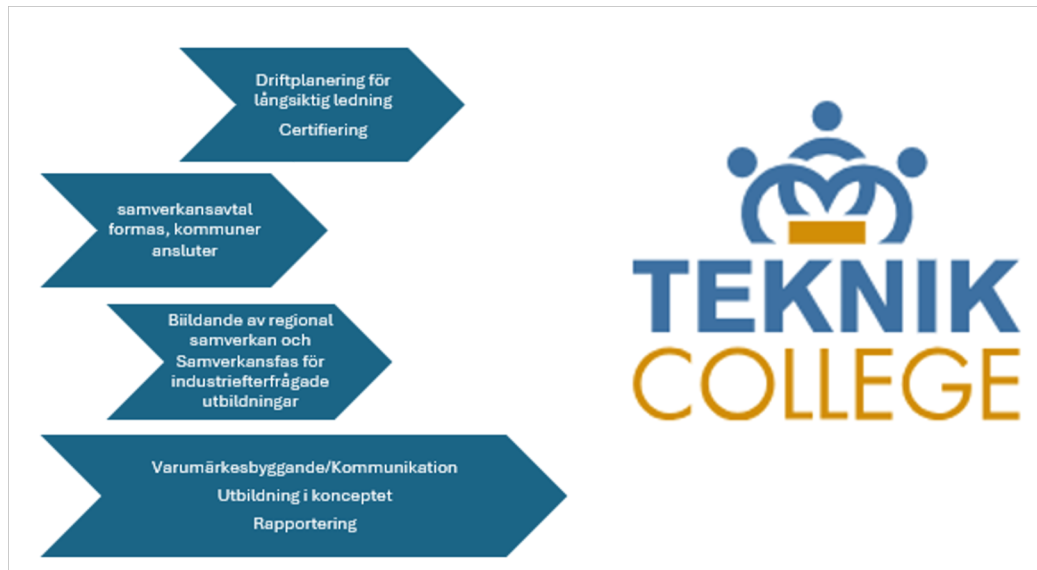 Driftplanering för
långsiktig ledning
Certifiering
samverkansavtal
formas, kommuner
ansluter
Biildande av regional
samverkan och
Samverkansfas för
industriefterfrågade
utbildningar
Varumärkesbyggande/Kommunikation
Utbildning i konceptet
Rapportering
TEKNIK
COLLEGE